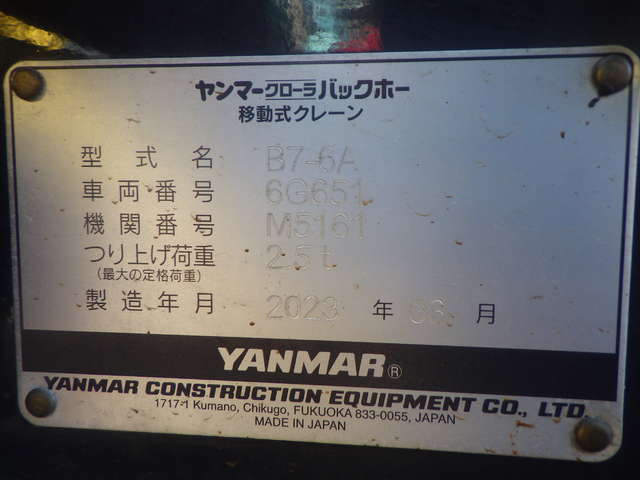 ヤンマークローラバックホー
移動式クレーン
型式名 B7-6A
車両番号 6G651
機関番号 M5161
つり上げ荷重 2.5t
(最大の定格荷重)
製造年月 2023 年 月
YANMAR®
YANMAR CONSTRUCTION EQUIPMENT CO., LTD.
1717-1 Kumano, Chikugo, FUKUOKA 833-0055, JAPAN
MADE IN JAPAN